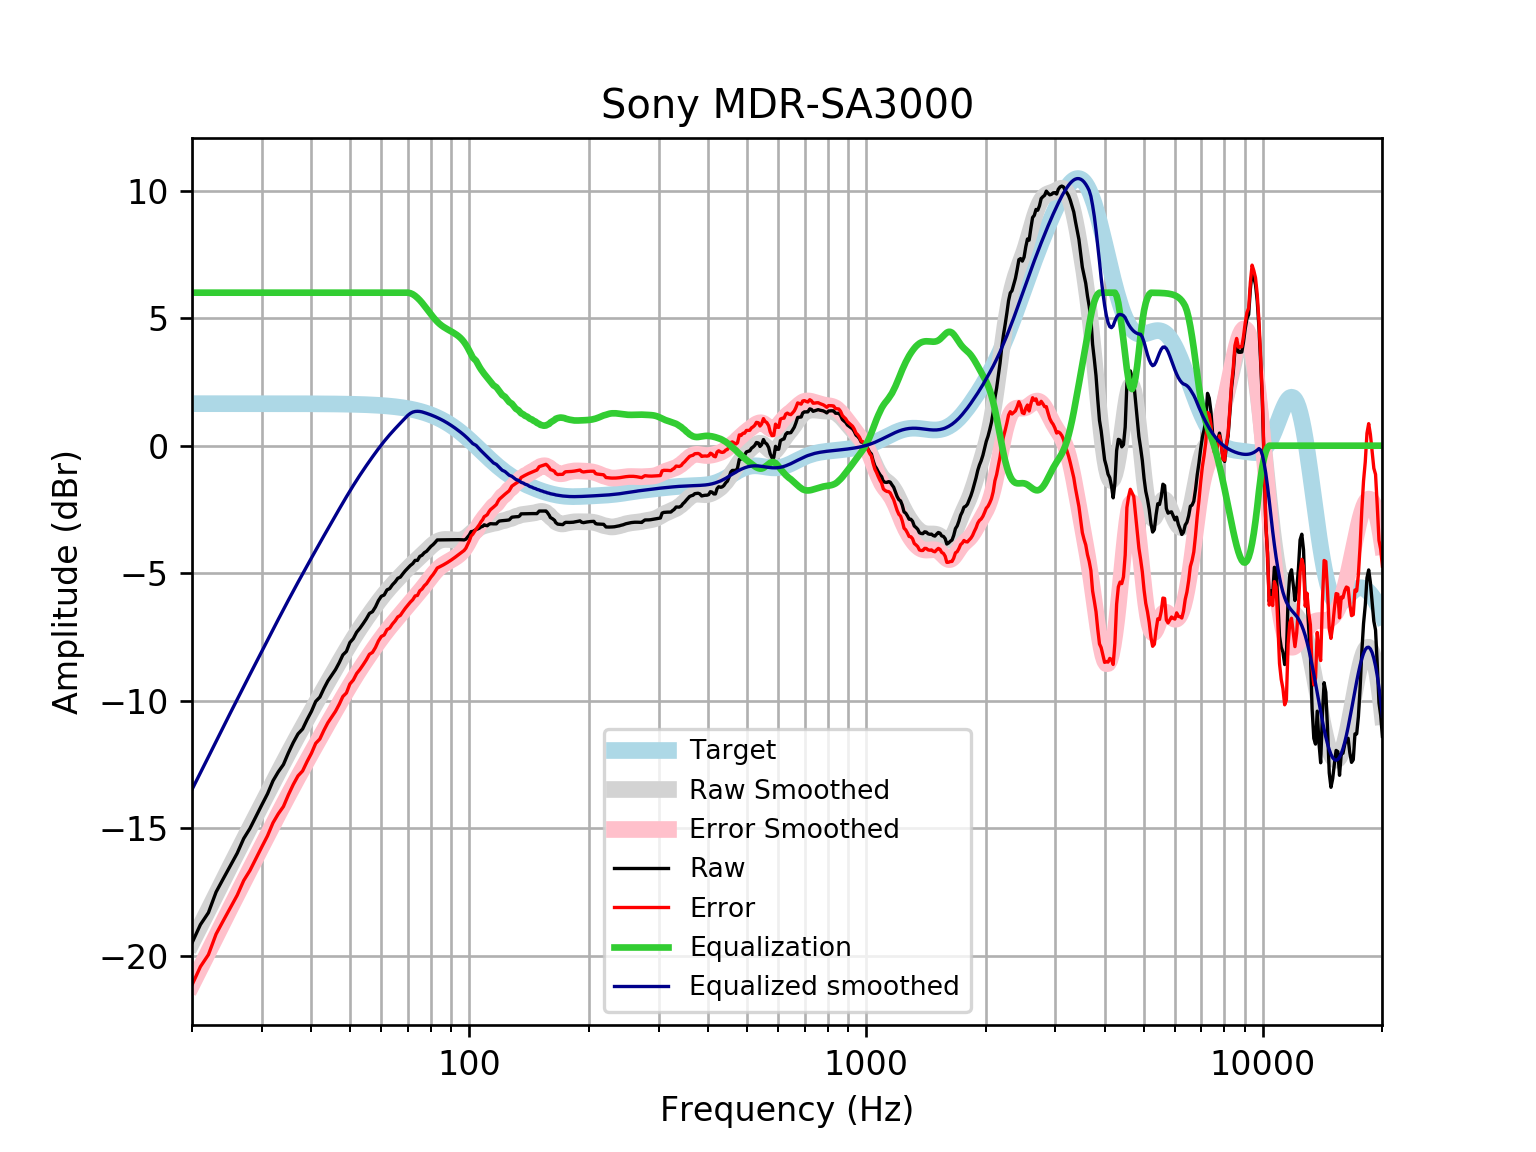 Sony MDR-SA3000
10
5
0
−5
−10
−15
−20
Amplitude (dBr)
Target
Raw Smoothed
Error Smoothed
Raw
Error
Equalization
Equalized smoothed
100
1000
10000
Frequency (Hz)